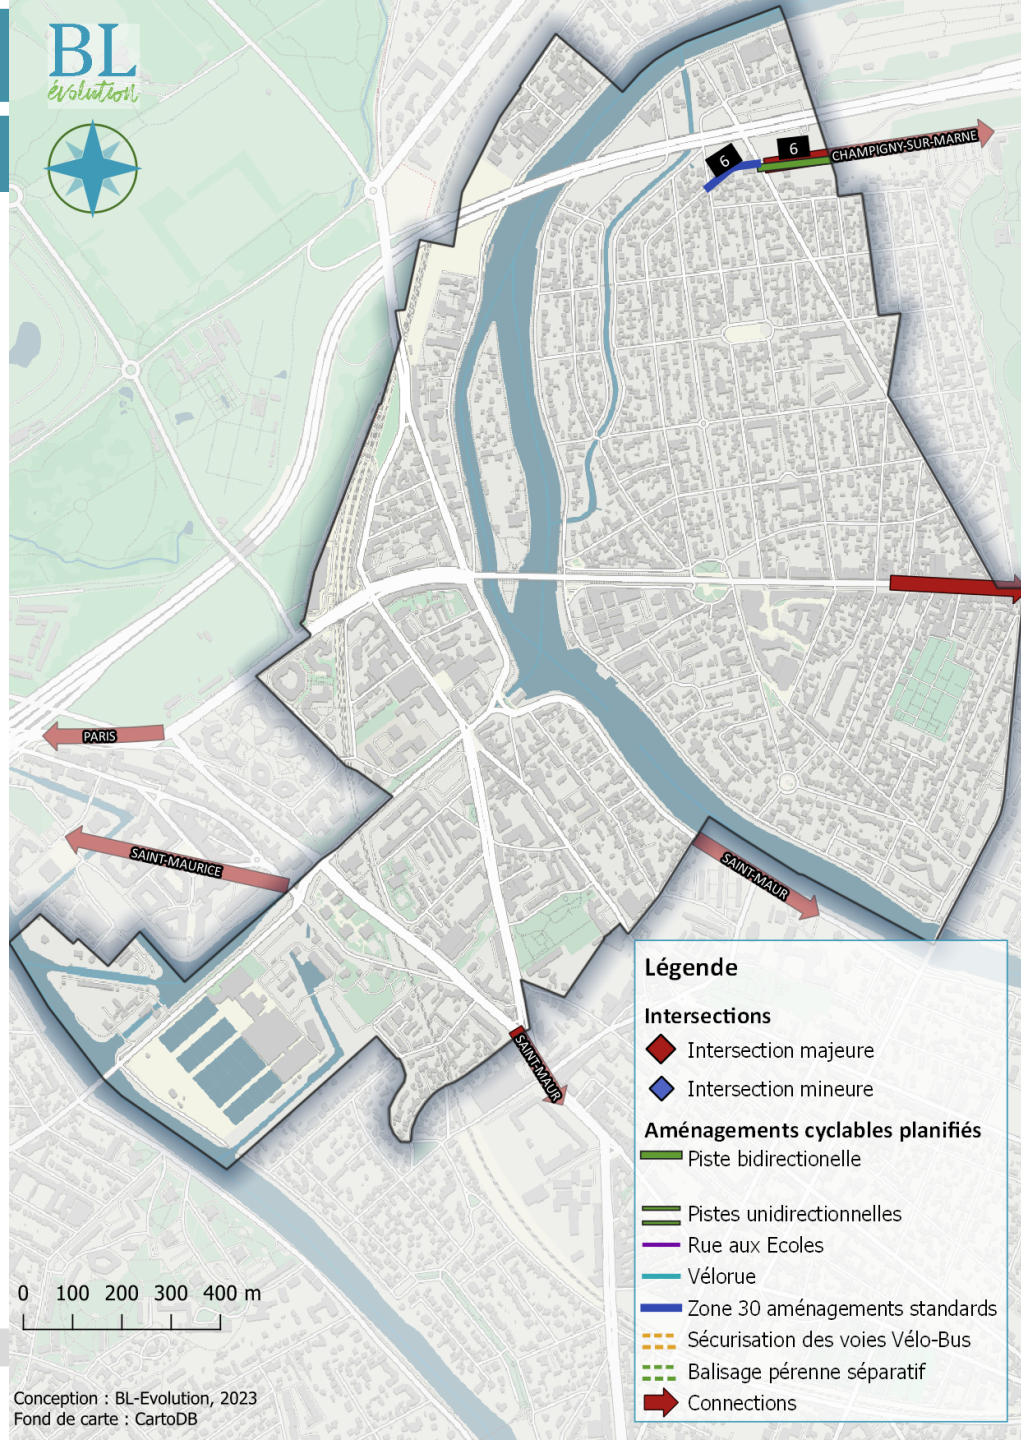 BL
évolution
6
6
CHAMPIGNY-SUR-MARNE
PARIS
SAINT-MAURICE
SAINT-MAUR
SAINT-MAUR
Légende
Intersections
Intersection majeure
Intersection mineure
Aménagements cyclables planifiés
Piste bidirectionelle
Pistes unidirectionnelles
Rue aux Ecoles
Vélorue
Zone 30 aménagements standards
Sécurisation des voies Vélo-Bus
Balisage pérenne séparatif
Connections
0 100 200 300 400 m
Conception : BL-Evolution, 2023
Fond de carte : CartoDB